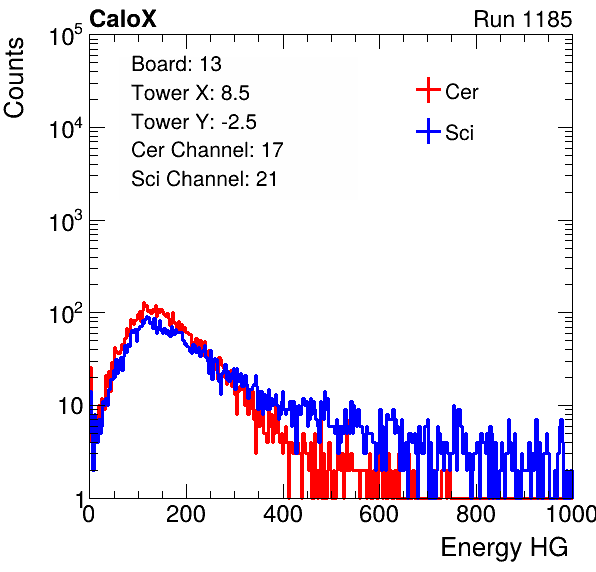 CaloX Run 1185
Counts
10^5
10^4
10^3
10^2
10
1
Board: 13
Tower X: 8.5
Tower Y: -2.5
Cer Channel: 17
Sci Channel: 21
Cer
Sci
0 200 400 600 800 1000
Energy HG